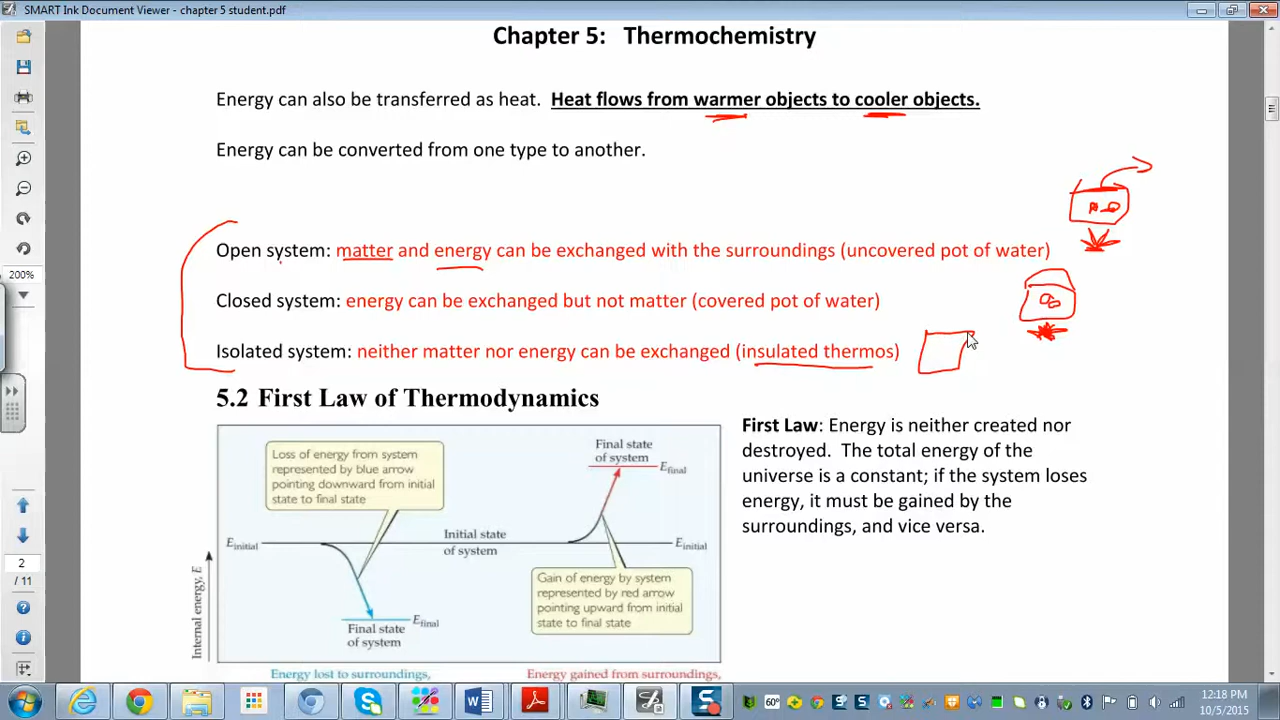 SMART Ink Document Viewer - chapter 5 student.pdf
Chapter 5: Thermochemistry
Energy can also be transferred as heat. Heat flows from warmer objects to cooler objects.
Energy can be converted from one type to another.
Open system: matter and energy can be exchanged with the surroundings (uncovered pot of water)
Closed system: energy can be exchanged but not matter (covered pot of water)
Isolated system: neither matter nor energy can be exchanged (insulated thermos)
5.2 First Law of Thermodynamics
First Law: Energy is neither created nor
destroyed. The total energy of the
universe is a constant; if the system loses
energy, it must be gained by the
surroundings, and vice versa.
Loss of energy from system
represented by blue arrow
pointing downward from initial
state to final state
Final state
of system
Efinal
Einitial
Initial state
of system
Einitial
Internal energy, E
Gain of energy by system
represented by red arrow
pointing upward from initial
state to final state
Efinal
Final state
of system
Energy lost to surroundings,
Energy gained from surroundings,
200%
2
/ 11
60°
12:18 PM
10/5/2015